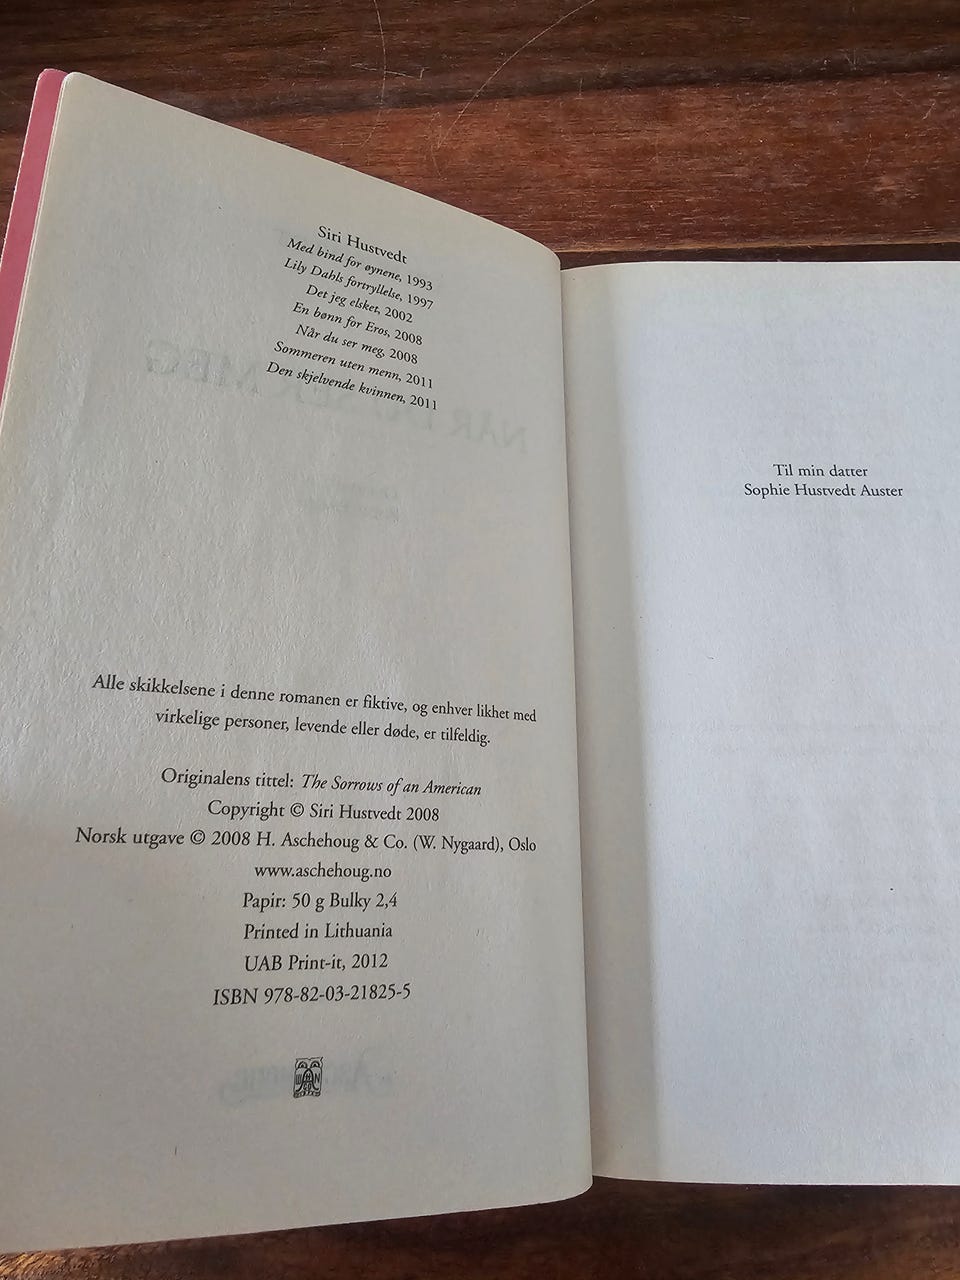 Siri Hustvedt
Med bind for øynene, 1993
Lily Dahls fortryllelse, 1997
Det jeg elsket, 2002
En bønn for Eros, 2008
Når du ser meg, 2008
Sommeren uten menn, 2011
Den skjelvende kvinnen, 2011
Alle skikkelsene i denne romanen er fiktive, og enhver likhet med
virkelige personer, levende eller døde, er tilfeldig.
Originalens tittel: The Sorrows of an American
Copyright © Siri Hustvedt 2008
Norsk utgave © 2008 H. Aschehoug & Co. (W. Nygaard), Oslo
www.aschehoug.no
Papir: 50 g Bulky 2,4
Printed in Lithuania
UAB Print-it, 2012
ISBN 978-82-03-21825-5
Til min datter
Sophie Hustvedt Auster